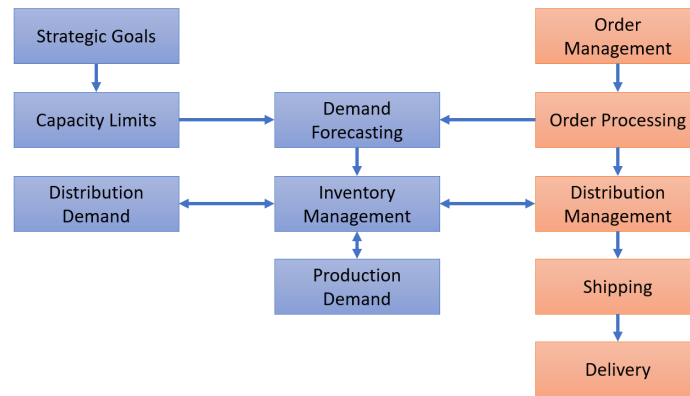 Strategic Goals
Order
Management
Capacity Limits
Demand
Forecasting
Order Processing
Distribution
Demand
Inventory
Management
Distribution
Management
Production
Demand
Shipping
Delivery